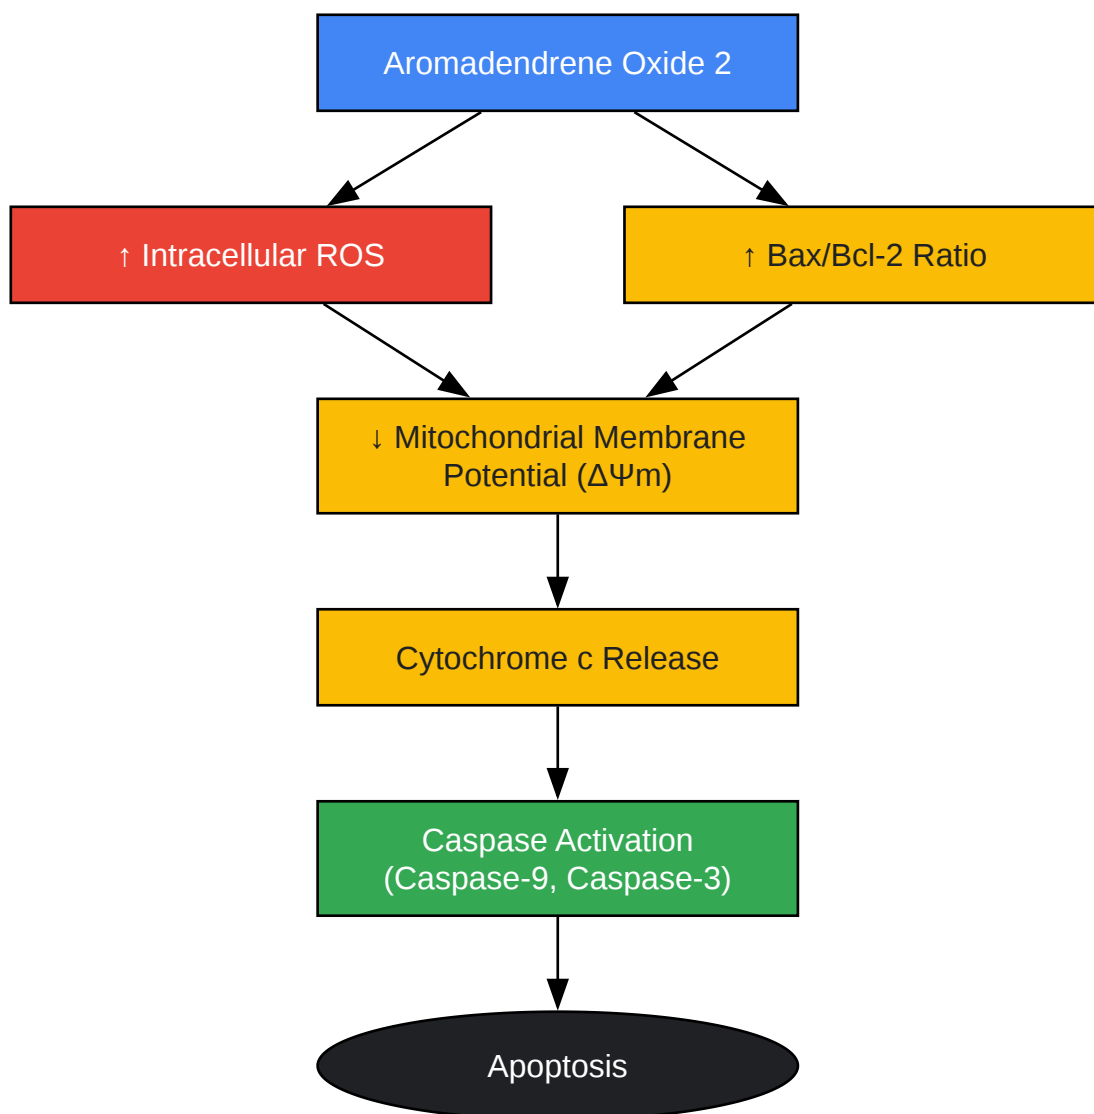 Aromadendrene Oxide 2
↑ Intracellular ROS
↑ Bax/Bcl-2 Ratio
↓ Mitochondrial Membrane
Potential (ΔΨm)
Cytochrome c Release
Caspase Activation
(Caspase-9, Caspase-3)
Apoptosis